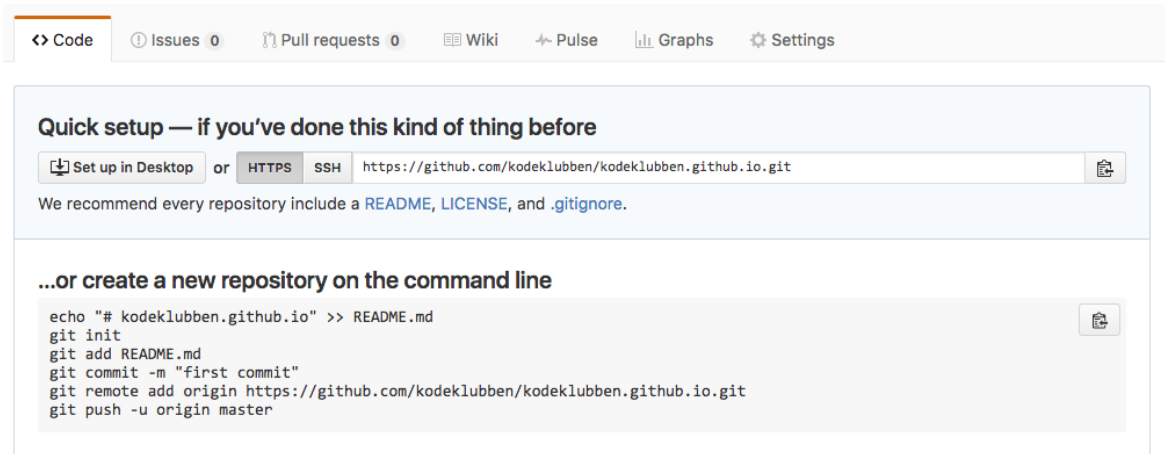 <> Code Issues 0 Pull requests 0 Wiki Pulse Graphs Settings
Quick setup — if you’ve done this kind of thing before
Set up in Desktop or HTTPS SSH https://github.com/kodeklubben/kodeklubben.github.io.git
We recommend every repository include a README, LICENSE, and .gitignore.
...or create a new repository on the command line
echo "# kodeklubben.github.io" >> README.md
git init
git add README.md
git commit -m "first commit"
git remote add origin https://github.com/kodeklubben/kodeklubben.github.io.git
git push -u origin master